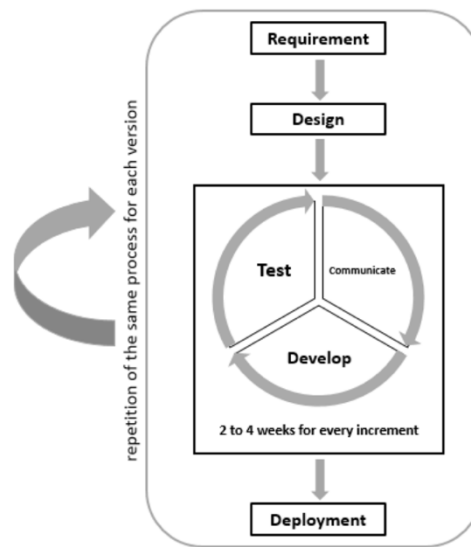 Requirement
Design
Test
Communicate
Develop
2 to 4 weeks for every increment
Deployment
repetition of the same process for each version